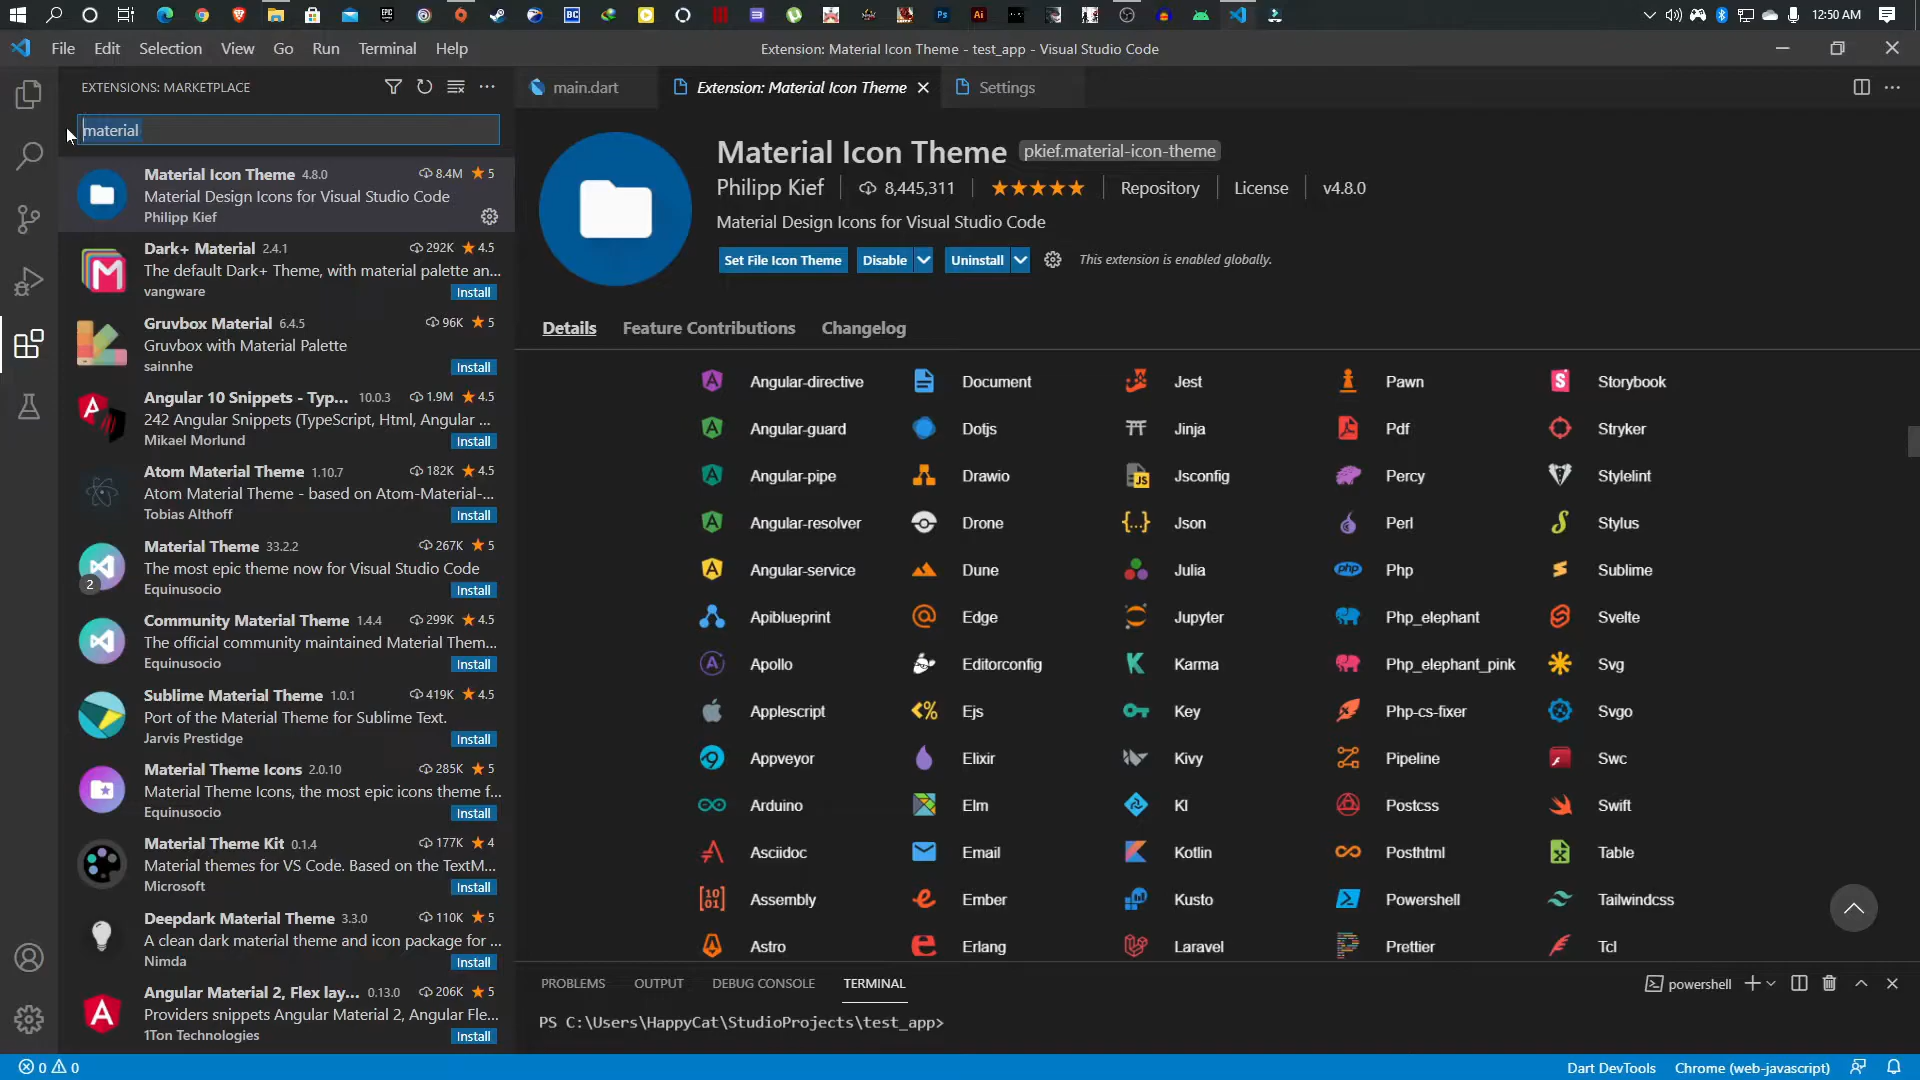 12:50 AM
File Edit Selection View Go Run Terminal Help
Extension: Material Icon Theme - test_app - Visual Studio Code
EXTENSIONS: MARKETPLACE
material
Material Icon Theme 4.8.0 8.4M 5
Material Design Icons for Visual Studio Code
Philipp Kief
Dark+ Material 2.4.1 292K 4.5
The default Dark+ Theme, with material palette an...
vangware Install
Gruvbox Material 6.4.5 96K 5
Gruvbox with Material Palette
sainnhe Install
Angular 10 Snippets - Typ... 10.0.3 1.9M 4.5
242 Angular Snippets (TypeScript, Html, Angular ...
Mikael Morlund Install
Atom Material Theme 1.10.7 182K 4.5
Atom Material Theme - based on Atom-Material-...
Tobias Althoff Install
Material Theme 33.2.2 267K 5
The most epic theme now for Visual Studio Code
2 Equinusocio Install
Community Material Theme 1.4.4 299K 4.5
The official community maintained Material Them...
Equinusocio Install
Sublime Material Theme 1.0.1 419K 4.5
Port of the Material Theme for Sublime Text.
Jarvis Prestidge Install
Material Theme Icons 2.0.10 285K 5
Material Theme Icons, the most epic icons theme f...
Equinusocio Install
Material Theme Kit 0.1.4 177K 4
Material themes for VS Code. Based on the TextM...
Microsoft Install
Deepdark Material Theme 3.3.0 110K 5
A clean dark material theme and icon package for ...
Nimda Install
Angular Material 2, Flex lay... 0.13.0 206K 5
Providers snippets Angular Material 2, Angular Fle...
1Ton Technologies Install
main.dart Extension: Material Icon Theme Settings
Material Icon Theme pkief.material-icon-theme
Philipp Kief 8,445,311 Repository License v4.8.0
Material Design Icons for Visual Studio Code
Set File Icon Theme Disable Uninstall This extension is enabled globally.
Details Feature Contributions Changelog
Angular-directive Document Jest Pawn Storybook
Angular-guard Dotjs Jinja Pdf Stryker
Angular-pipe Drawio Jsconfig Percy Stylelint
Angular-resolver Drone Json Perl Stylus
Angular-service Dune Julia Php Sublime
Apiblueprint Edge Jupyter Php_elephant Svelte
Apollo Editorconfig Karma Php_elephant_pink Svg
Applescript Ejs Key Php-cs-fixer Svgo
Appveyor Elixir Kivy Pipeline Swc
Arduino Elm Kl Postcss Swift
Asciidoc Email Kotlin Posthtml Table
Assembly Ember Kusto Powershell Tailwindcss
Astro Erlang Laravel Prettier Tcl
PROBLEMS OUTPUT DEBUG CONSOLE TERMINAL powershell
PS C:\Users\HappyCat\StudioProjects\test_app>
0 0 Dart DevTools Chrome (web-javascript)